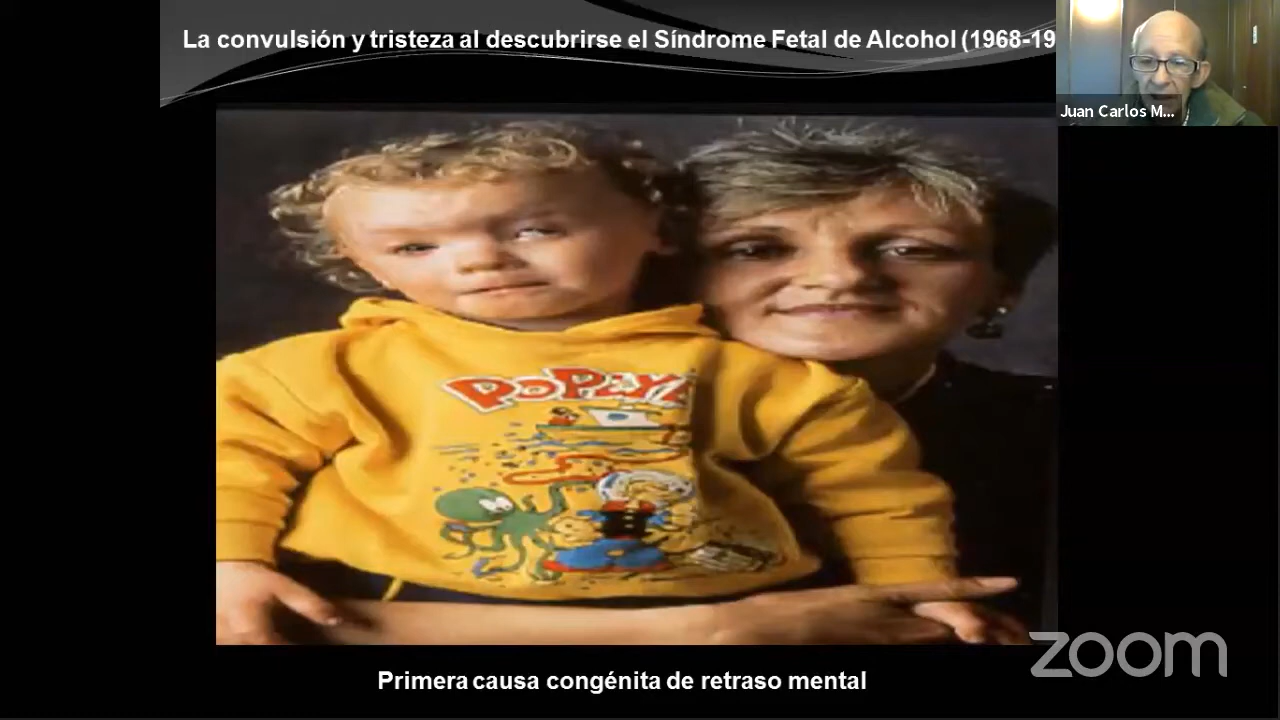 La convulsión y tristeza al descubrirse el Síndrome Fetal de Alcohol (1968-19
Juan Carlos M...
POPEYE
Primera causa congénita de retraso mental
zoom